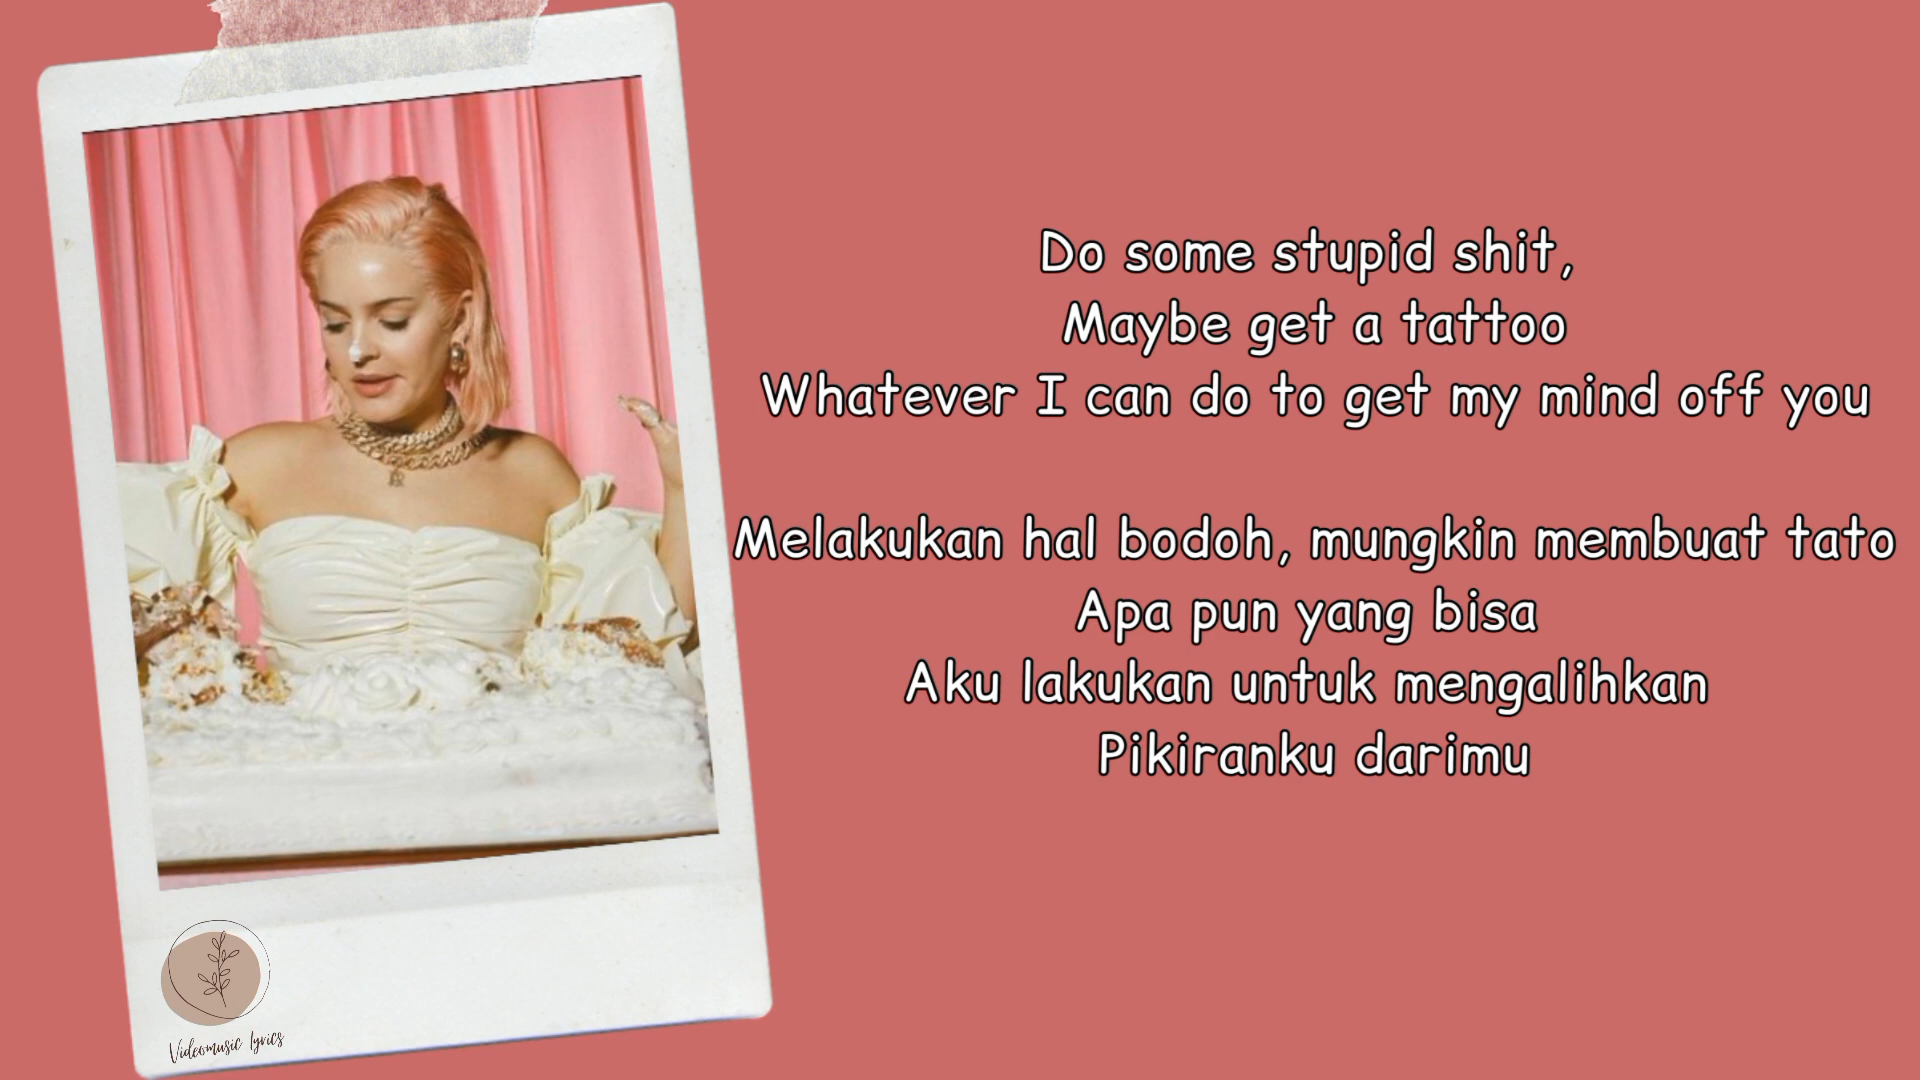 Do some stupid shit,
Maybe get a tattoo
Whatever I can do to get my mind off you
Melakukan hal bodoh, mungkin membuat tato
Apa pun yang bisa
Aku lakukan untuk mengalihkan
Pikiranku darimu
Videomusic lyrics